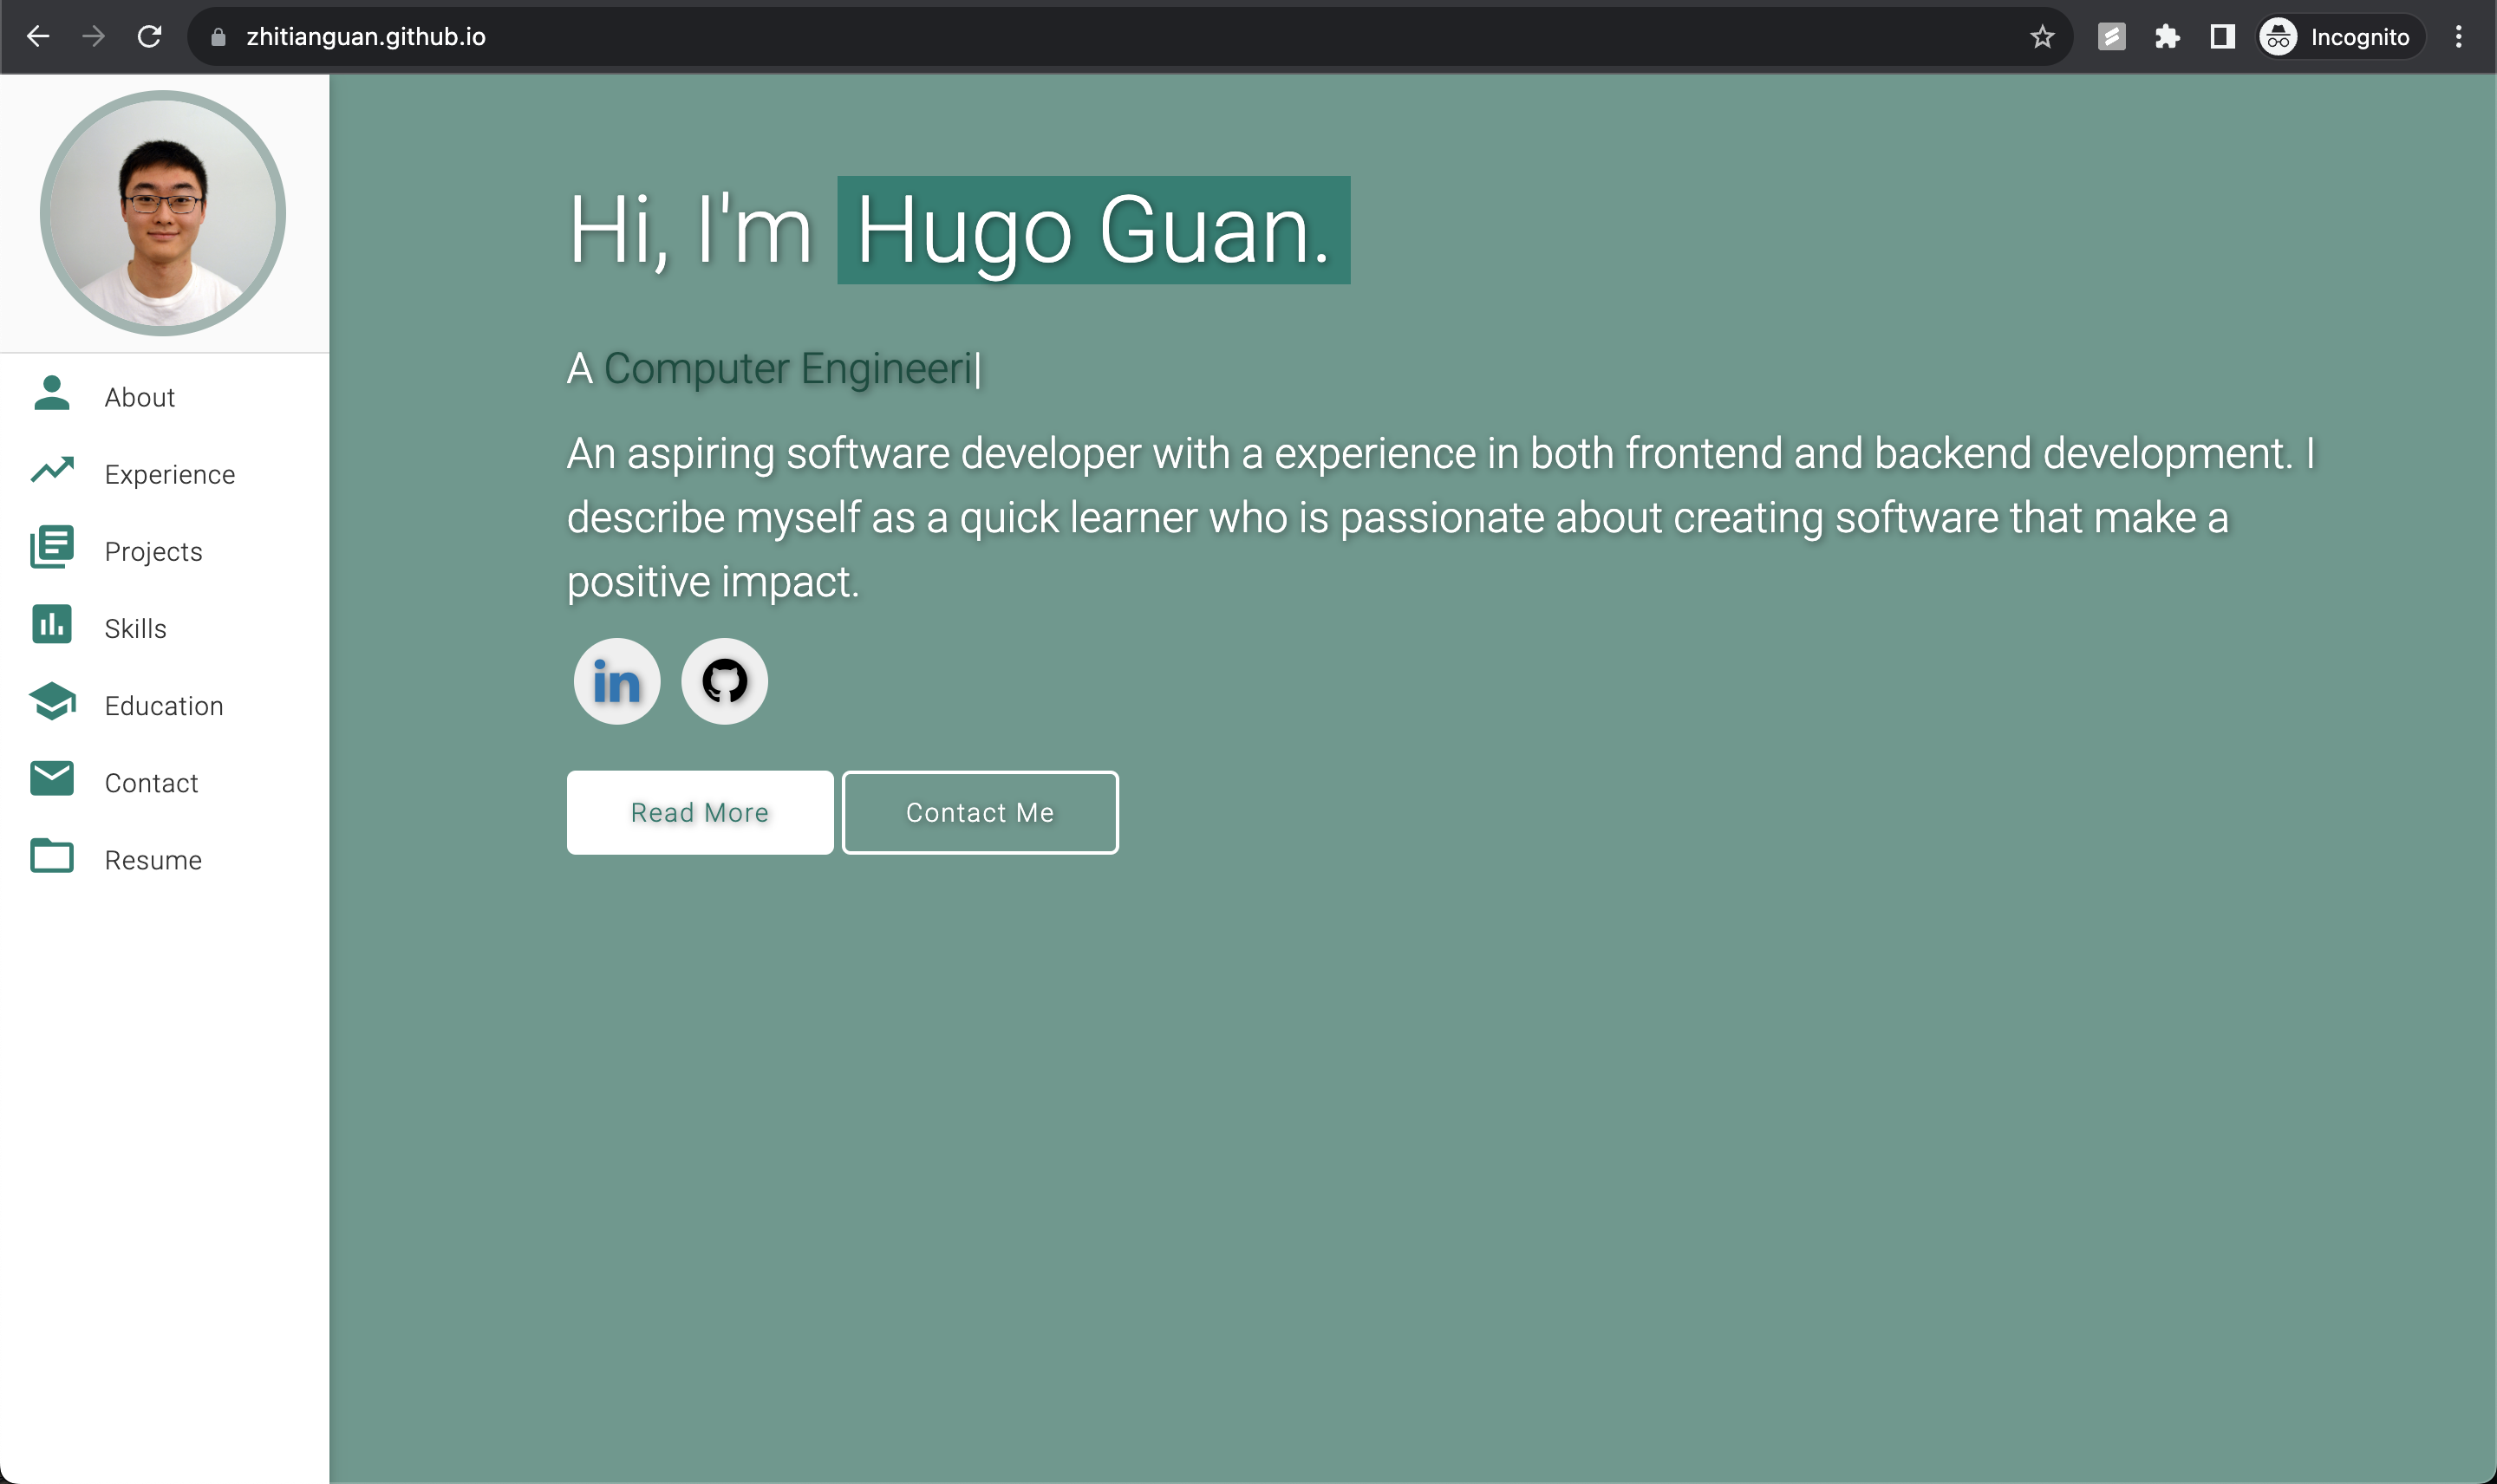 zhitianguan.github.io
Incognito
About
Experience
Projects
Skills
Education
Contact
Resume
Hi, I'm Hugo Guan.
A Computer Engineeri|
An aspiring software developer with a experience in both frontend and backend development. I
describe myself as a quick learner who is passionate about creating software that make a
positive impact.
in
Read More
Contact Me